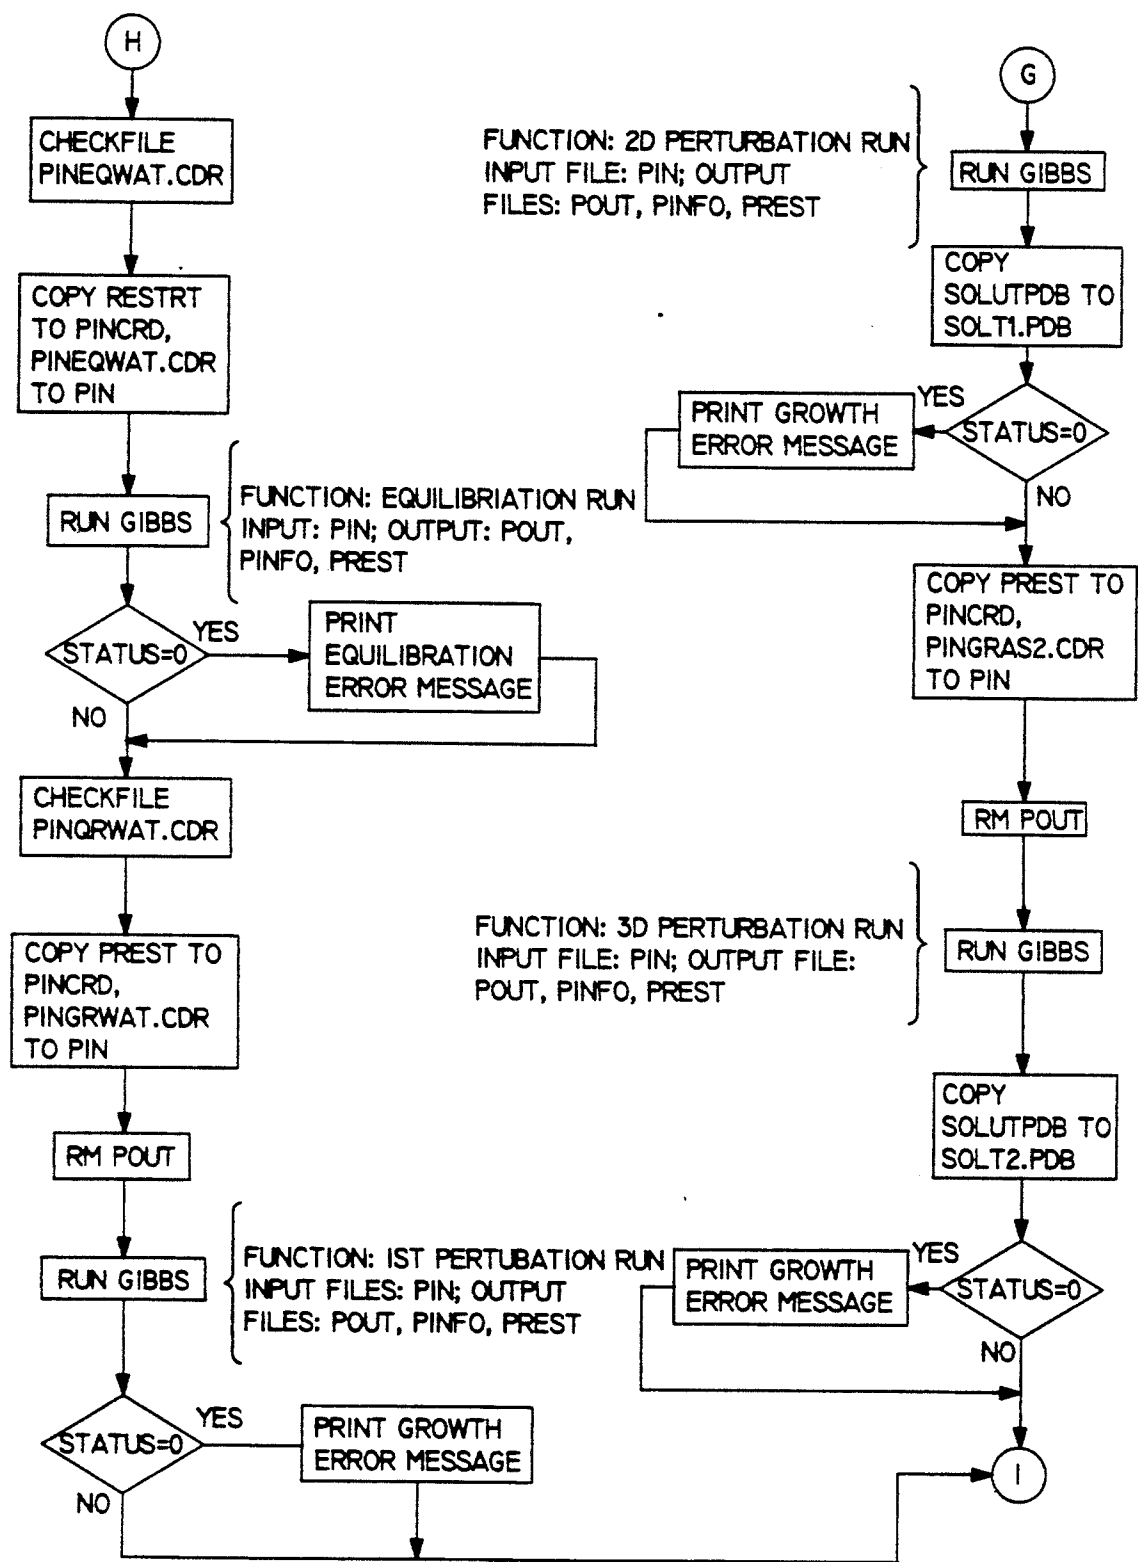 H
CHECKFILE
PINEQWAT.CDR
COPY RESTRT
TO PINCRD,
PINEQWAT.CDR
TO PIN
RUN GIBBS
FUNCTION: EQUILIBRIATION RUN
INPUT: PIN; OUTPUT: POUT,
PINFO, PREST
STATUS=0
YES
PRINT
EQUILIBRATION
ERROR MESSAGE
NO
CHECKFILE
PINQRWAT.CDR
COPY PREST TO
PINCRD,
PINGRWAT.CDR
TO PIN
RM POUT
RUN GIBBS
FUNCTION: IST PERTUBATION RUN
INPUT FILES: PIN; OUTPUT
FILES: POUT, PINFO, PREST
STATUS=0
YES
PRINT GROWTH
ERROR MESSAGE
NO
G
FUNCTION: 2D PERTURBATION RUN
INPUT FILE: PIN; OUTPUT
FILES: POUT, PINFO, PREST
RUN GIBBS
COPY
SOLUTPDB TO
SOLT1.PDB
STATUS=0
YES
PRINT GROWTH
ERROR MESSAGE
NO
COPY PREST TO
PINCRD,
PINGRAS2.CDR
TO PIN
RM POUT
FUNCTION: 3D PERTURBATION RUN
INPUT FILE: PIN; OUTPUT FILE:
POUT, PINFO, PREST
RUN GIBBS
COPY
SOLUTPDB TO
SOLT2.PDB
STATUS=0
YES
PRINT GROWTH
ERROR MESSAGE
NO
I